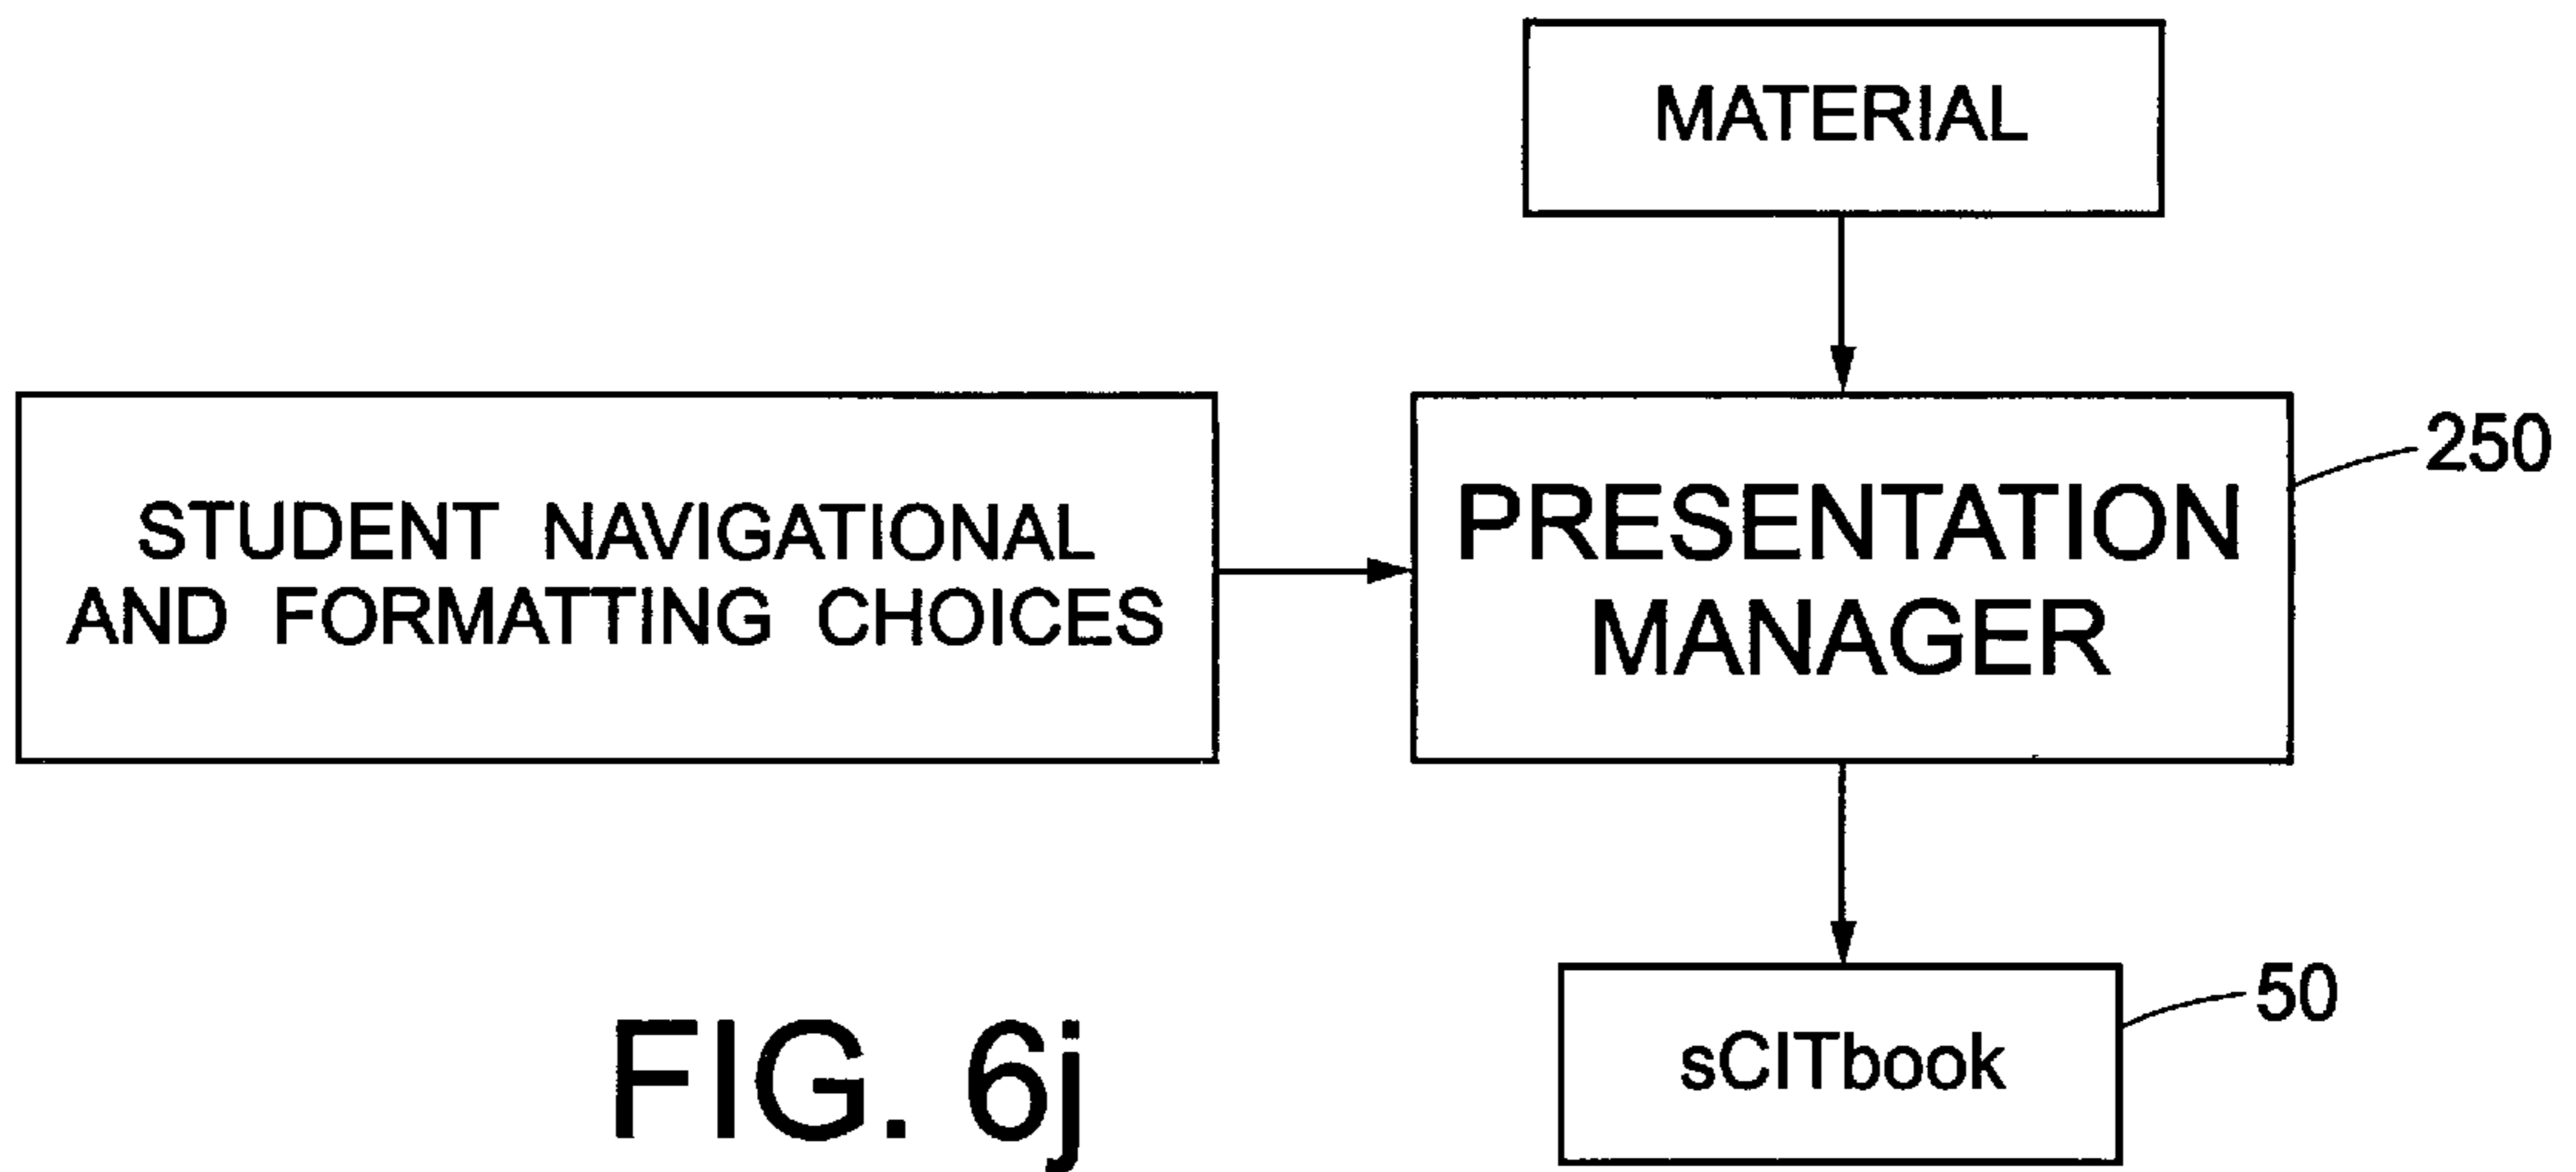 MATERIAL
STUDENT NAVIGATIONAL
AND FORMATTING CHOICES
PRESENTATION
MANAGER
250
sCITbook
50
FIG. 6j